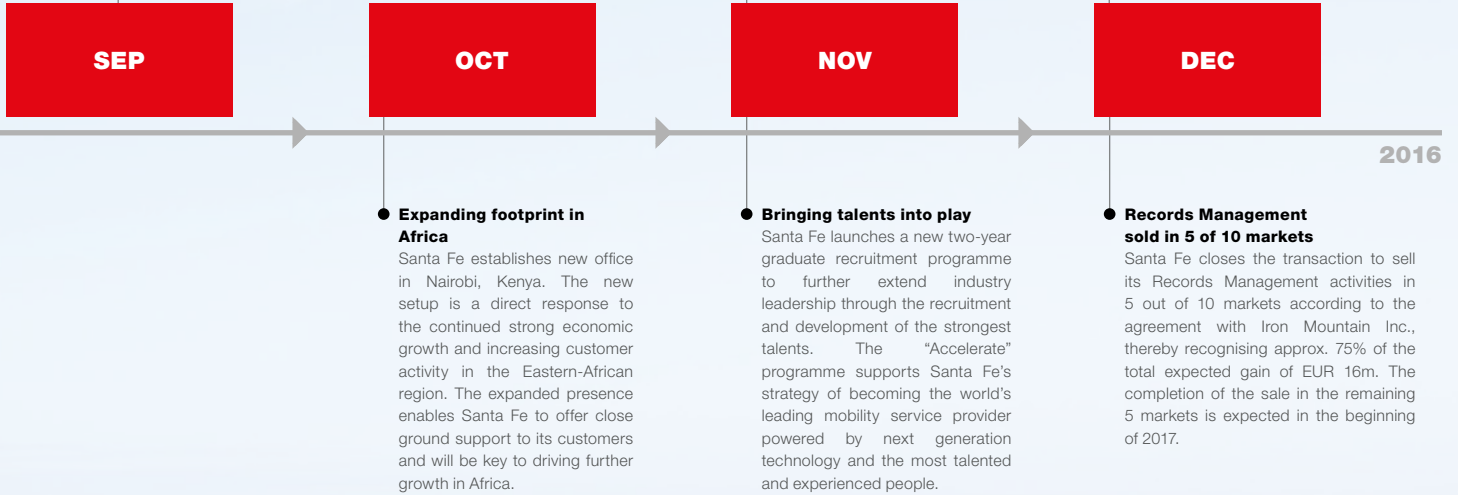 SEP
OCT
NOV
DEC
2016
Expanding footprint in
Africa
Santa Fe establishes new office
in Nairobi, Kenya. The new
setup is a direct response to
the continued strong economic
growth and increasing customer
activity in the Eastern-African
region. The expanded presence
enables Santa Fe to offer close
ground support to its customers
and will be key to driving further
growth in Africa.
Bringing talents into play
Santa Fe launches a new two-year
graduate recruitment programme
to further extend industry
leadership through the recruitment
and development of the strongest
talents. The “Accelerate”
programme supports Santa Fe’s
strategy of becoming the world’s
leading mobility service provider
powered by next generation
technology and the most talented
and experienced people.
Records Management
sold in 5 of 10 markets
Santa Fe closes the transaction to sell
its Records Management activities in
5 out of 10 markets according to the
agreement with Iron Mountain Inc.,
thereby recognising approx. 75% of the
total expected gain of EUR 16m. The
completion of the sale in the remaining
5 markets is expected in the beginning
of 2017.